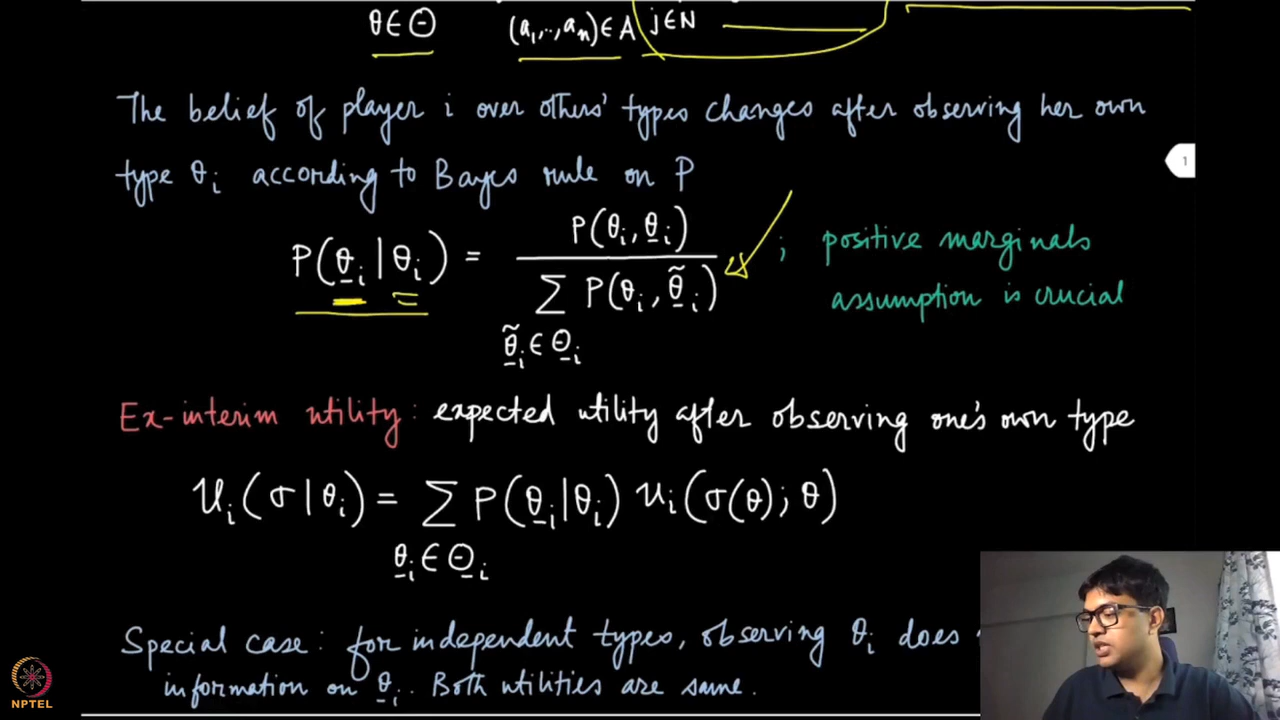 θ ∈ Θ (a₁,..,aₙ) ∈ A j ∈ N
The belief of player i over others' types changes after observing her own
type θᵢ according to Bayes rule on P
P(θ₋ᵢ | θᵢ) = P(θᵢ, θ₋ᵢ) / Σ_{θ̃₋ᵢ ∈ Θ₋ᵢ} P(θᵢ, θ̃₋ᵢ) ; positive marginals
assumption is crucial
Ex-interim utility: expected utility after observing one's own type
Uᵢ(σ | θᵢ) = Σ_{θ₋ᵢ ∈ Θ₋ᵢ} P(θ₋ᵢ | θᵢ) uᵢ(σ(θ); θ)
Special case: for independent types, observing θᵢ does
information on θ₋ᵢ. Both utilities are same.
1
NPTEL